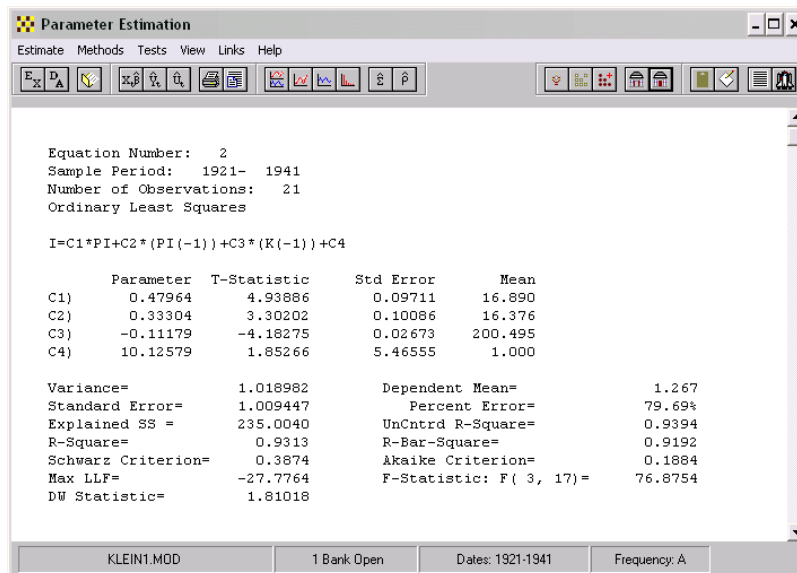 Parameter Estimation
Estimate Methods Tests View Links Help
Equation Number: 2
Sample Period: 1921- 1941
Number of Observations: 21
Ordinary Least Squares
I=C1*PI+C2*(PI(-1))+C3*(K(-1))+C4
Parameter T-Statistic Std Error Mean
C1) 0.47964 4.93886 0.09711 16.890
C2) 0.33304 3.30202 0.10086 16.376
C3) -0.11179 -4.18275 0.02673 200.495
C4) 10.12579 1.85266 5.46555 1.000
Variance= 1.018982 Dependent Mean= 1.267
Standard Error= 1.009447 Percent Error= 79.69%
Explained SS = 235.0040 UnCntrd R-Square= 0.9394
R-Square= 0.9313 R-Bar-Square= 0.9192
Schwarz Criterion= 0.3874 Akaike Criterion= 0.1884
Max LLF= -27.7764 F-Statistic: F( 3, 17)= 76.8754
DW Statistic= 1.81018
KLEIN1.MOD 1 Bank Open Dates: 1921-1941 Frequency: A